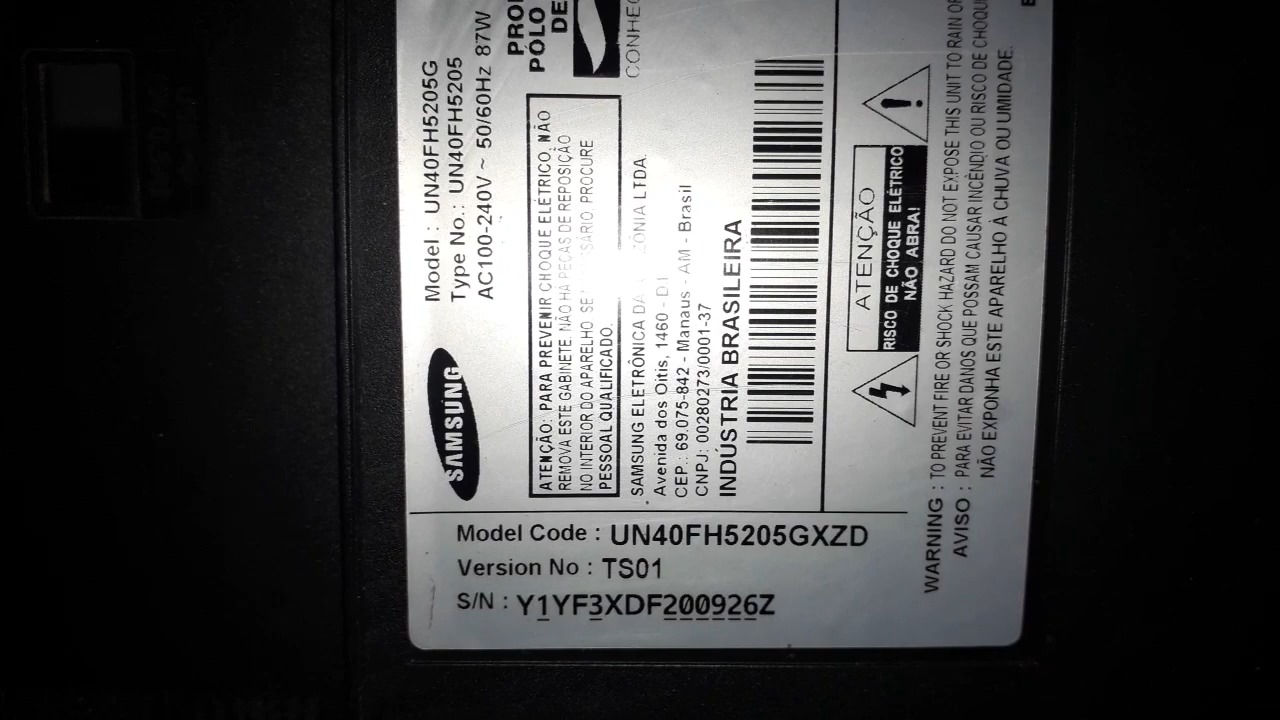 Model : UN40FH5205G
Type No.: UN40FH5205
AC100-240V ~ 50/60Hz 87W
SAMSUNG
PÓLO
DE
ATENÇÃO: PARA PREVENIR CHOQUE ELÉTRICO, NÃO
REMOVA ESTE GABINETE. NÃO HÁ PEÇAS DE REPOSIÇÃO
NO INTERIOR DO APARELHO SE PROCURE
PESSOAL QUALIFICADO.
SAMSUNG ELETRÔNICA DA LTDA.
Avenida dos Oitis, 1460 -
CEP.: 69.075-842 - Manaus - AM - Brasil
CNPJ: 00280273/0001-37
INDÚSTRIA BRASILEIRA
ATENÇÃO
RISCO DE CHOQUE ELÉTRICO
NÃO ABRA!
WARNING : TO PREVENT FIRE OR SHOCK HAZARD DO NOT EXPOSE THIS UNIT TO RAIN
AVISO : PARA EVITAR DANOS QUE POSSAM CAUSAR INCÊNDIO OU RISCO DE
NÃO EXPONHA ESTE APARELHO À CHUVA OU UMIDADE.
Model Code : UN40FH5205GXZD
Version No : TS01
S/N : Y1YF3XDF200926Z